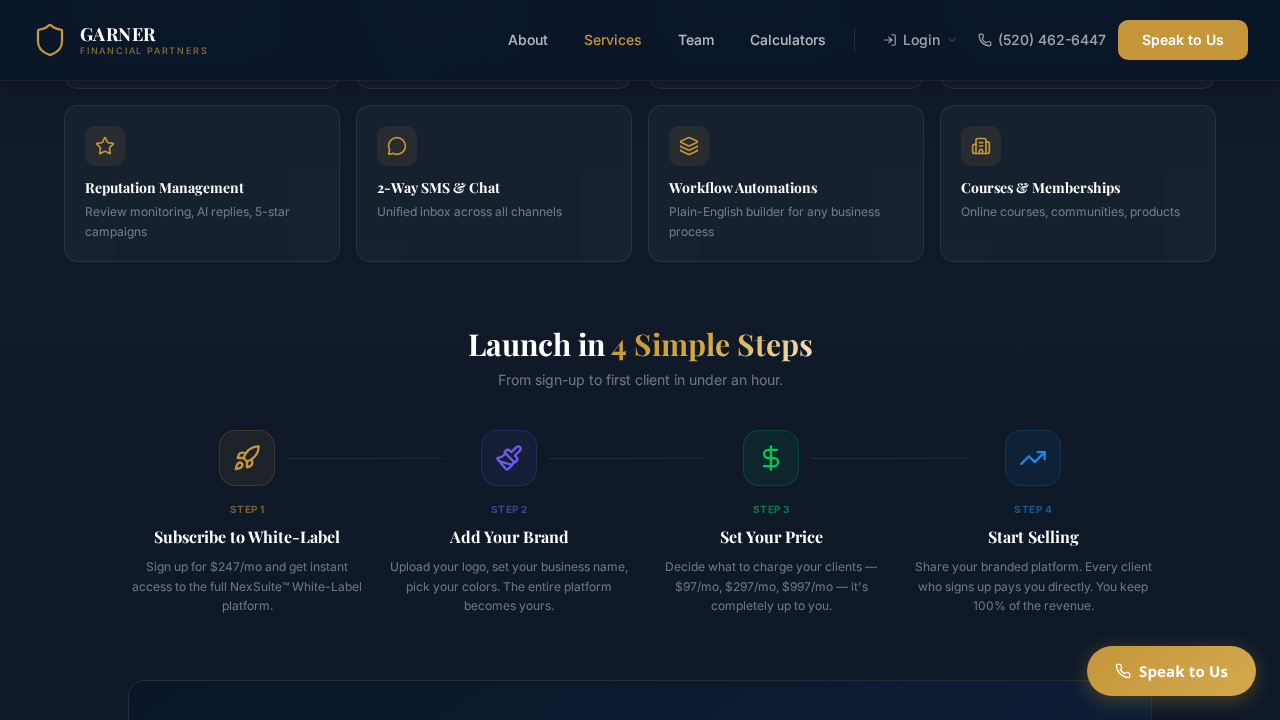 GARNER
FINANCIAL PARTNERS
About
Services
Team
Calculators
Login
(520) 462-6447
Speak to Us
Reputation Management
Review monitoring, AI replies, 5-star
campaigns
2-Way SMS & Chat
Unified inbox across all channels
Workflow Automations
Plain-English builder for any business
process
Courses & Memberships
Online courses, communities, products
Launch in 4 Simple Steps
From sign-up to first client in under an hour.
STEP 1
Subscribe to White-Label
Sign up for $247/mo and get instant
access to the full NexSuite™ White-Label
platform.
STEP 2
Add Your Brand
Upload your logo, set your business name,
pick your colors. The entire platform
becomes yours.
STEP 3
Set Your Price
Decide what to charge your clients —
$97/mo, $297/mo, $997/mo — it's
completely up to you.
STEP 4
Start Selling
Share your branded platform. Every client
who signs up pays you directly. You keep
100% of the revenue.
Speak to Us